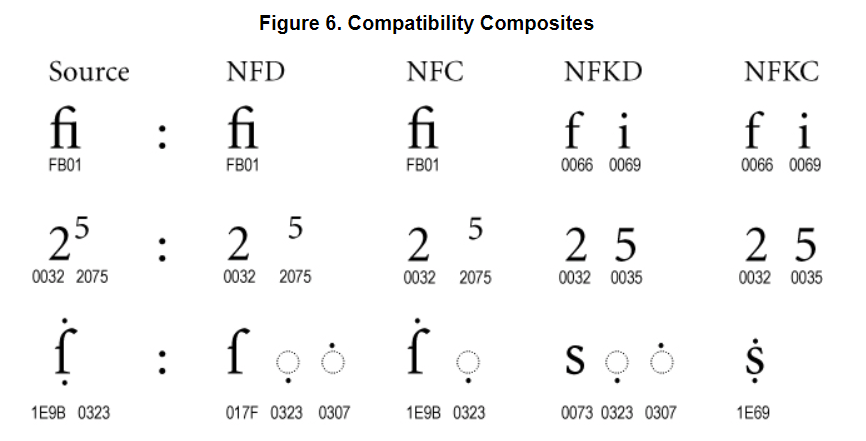 Figure 6. Compatibility Composites
Source NFD NFC NFKD NFKC
ﬁ : ﬁ ﬁ f i f i
FB01 FB01 FB01 0066 0069 0066 0069
2⁵ : 2 ⁵ 2 ⁵ 2 5 2 5
0032 2075 0032 2075 0032 2075 0032 0035 0032 0035
ẛ̣ : ſ ◌̣ ◌̇ ẛ ◌̣ s ◌̣ ◌̇ ṩ
1E9B 0323 017F 0323 0307 1E9B 0323 0073 0323 0307 1E69